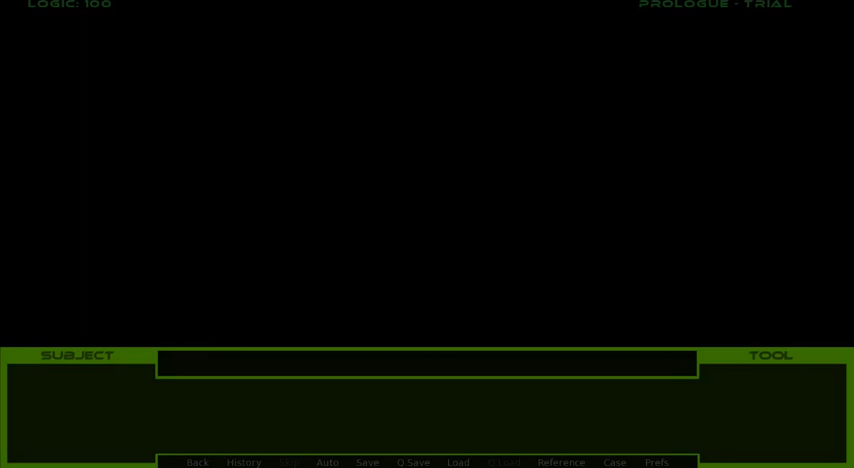 LOGIC: 100 PROLOGUE - TRIAL
SUBJECT TOOL
Back History Skip Auto Save Q.Save Load Q.Load Reference Case Prefs